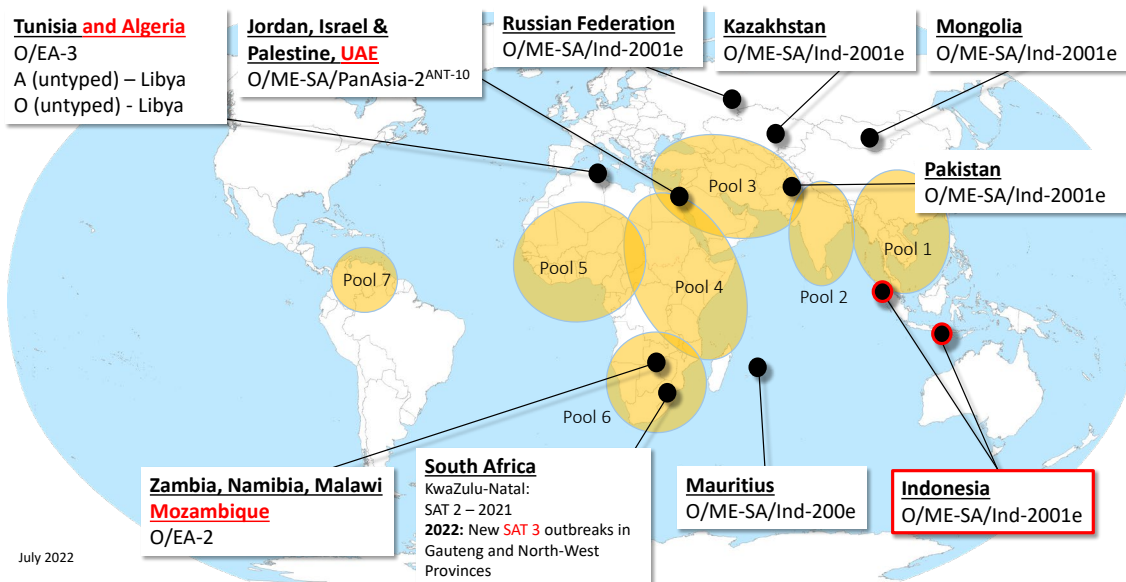 Tunisia and Algeria
O/EA-3
A (untyped) – Libya
O (untyped) - Libya
Jordan, Israel &
Palestine, UAE
O/ME-SA/PanAsia-2ANT-10
Russian Federation
O/ME-SA/Ind-2001e
Kazakhstan
O/ME-SA/Ind-2001e
Mongolia
O/ME-SA/Ind-2001e
Pakistan
O/ME-SA/Ind-2001e
Pool 3
Pool 1
Pool 5
Pool 7
Pool 4
Pool 2
Pool 6
Zambia, Namibia, Malawi
Mozambique
O/EA-2
South Africa
KwaZulu-Natal:
SAT 2 – 2021
2022: New SAT 3 outbreaks in
Gauteng and North-West
Provinces
Mauritius
O/ME-SA/Ind-200e
Indonesia
O/ME-SA/Ind-2001e
July 2022